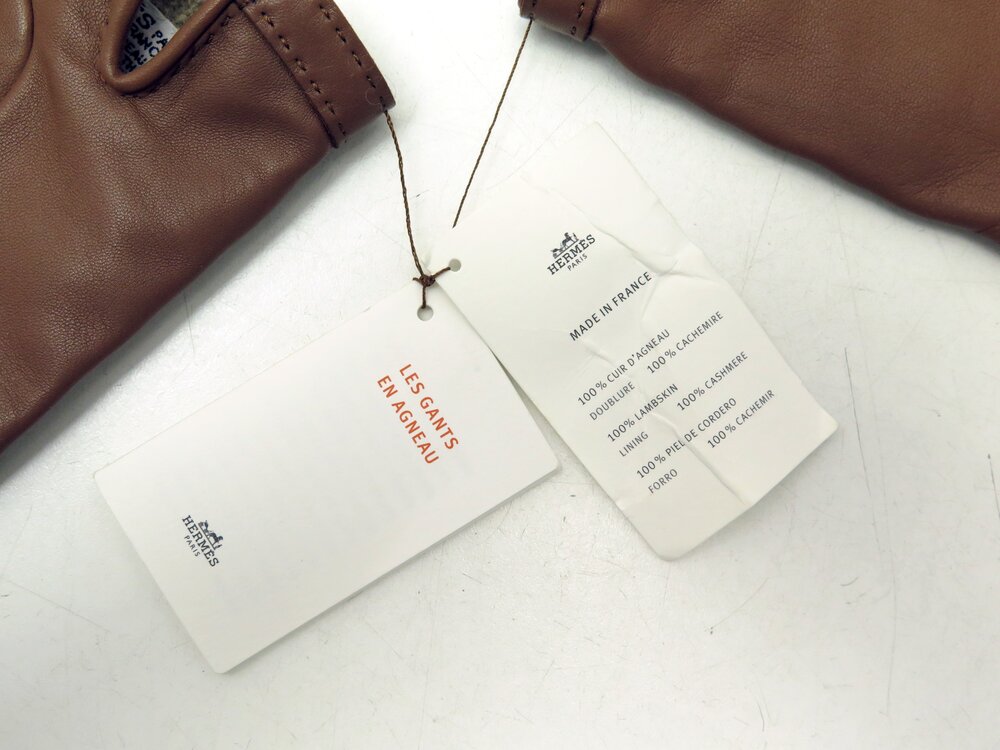 LES GANTS
EN AGNEAU
HERMÈS
PARIS
HERMÈS
PARIS
MADE IN FRANCE
100 % CUIR D'AGNEAU
DOUBLURE 100 % CACHEMIRE
100% LAMBSKIN
LINING 100% CASHMERE
100 % PIEL DE CORDERO
FORRO 100 % CACHEMIR